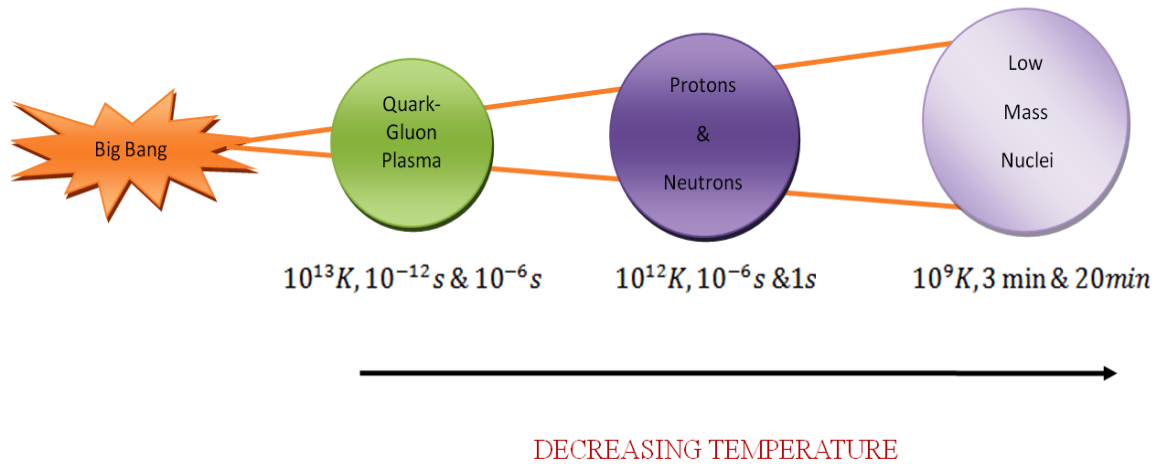 Big Bang
Quark-
Gluon
Plasma
Protons
&
Neutrons
Low
Mass
Nuclei
10¹³K, 10⁻¹²s & 10⁻⁶s
10¹²K, 10⁻⁶s &1s
10⁹K, 3 min & 20min
DECREASING TEMPERATURE